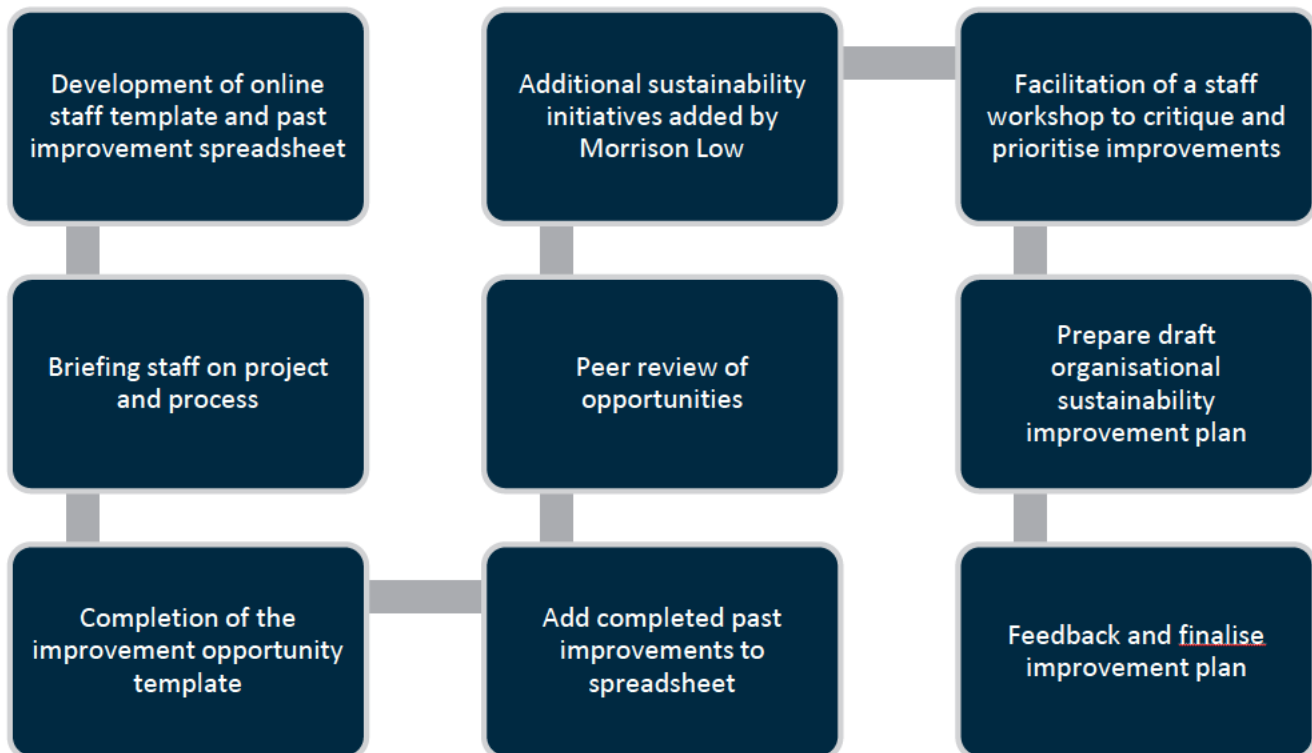 Development of online
staff template and past
improvement spreadsheet
Briefing staff on project
and process
Completion of the
improvement opportunity
template
Add completed past
improvements to
spreadsheet
Peer review of
opportunities
Additional sustainability
initiatives added by
Morrison Low
Facilitation of a staff
workshop to critique and
prioritise improvements
Prepare draft
organisational
sustainability
improvement plan
Feedback and finalise
improvement plan